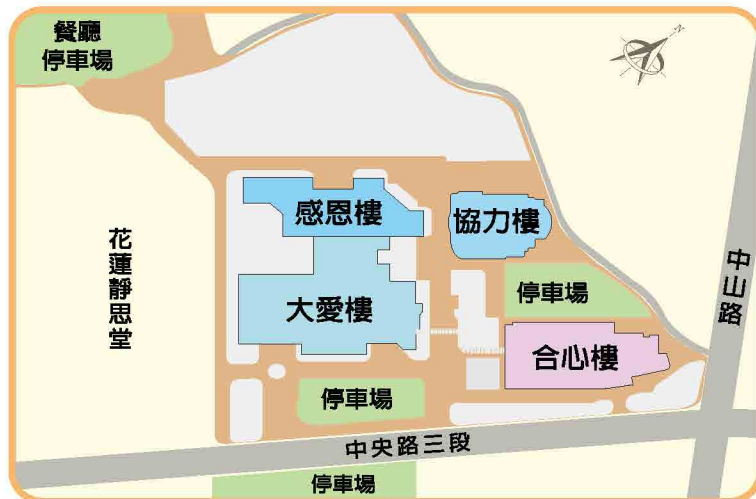 餐廳
停車場
N
感恩樓
協力樓
花蓮靜思堂
大愛樓
停車場
中山路
合心樓
停車場
中央路三段
停車場